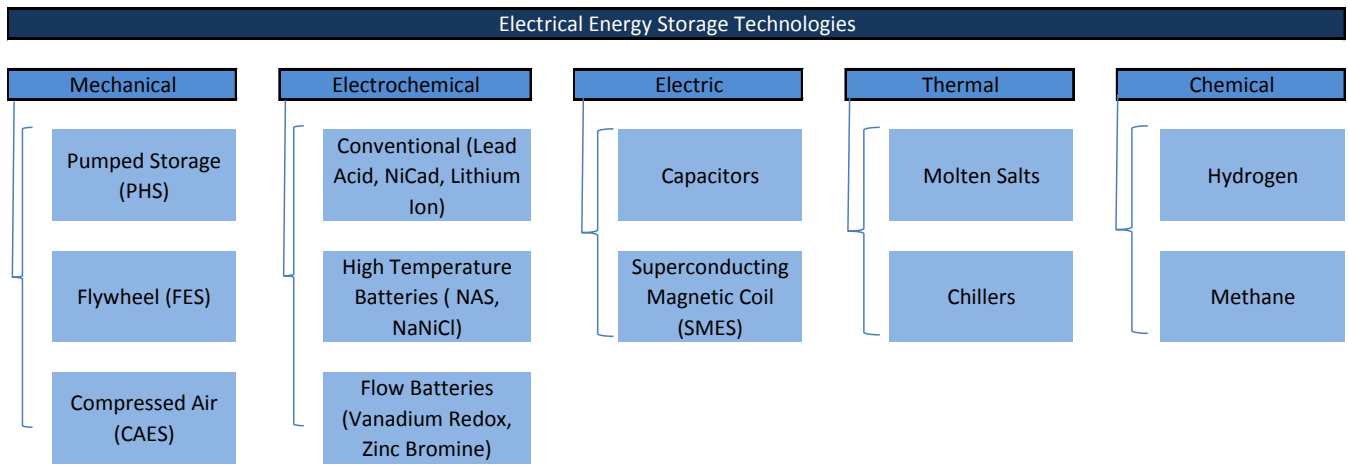 Electrical Energy Storage Technologies
Mechanical
Pumped Storage
(PHS)
Flywheel (FES)
Compressed Air
(CAES)
Electrochemical
Conventional (Lead
Acid, NiCad, Lithium
Ion)
High Temperature
Batteries ( NAS,
NaNiCl)
Flow Batteries
(Vanadium Redox,
Zinc Bromine)
Electric
Capacitors
Superconducting
Magnetic Coil
(SMES)
Thermal
Molten Salts
Chillers
Chemical
Hydrogen
Methane